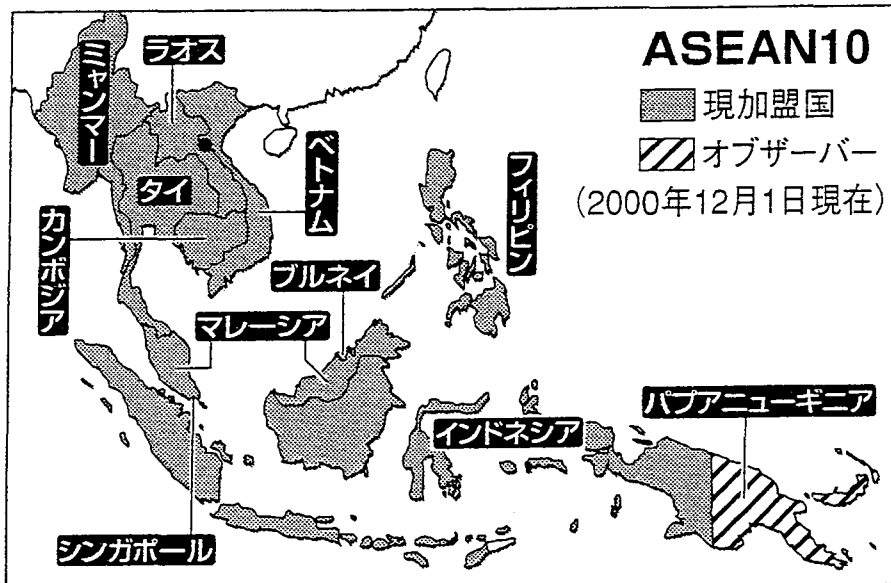 ASEAN10
現加盟国
オブザーバー
(2000年12月1日現在)
ミャンマー
ラオス
タイ
ベトナム
カンボジア
フィリピン
ブルネイ
マレーシア
インドネシア
パプアニューギニア
シンガポール